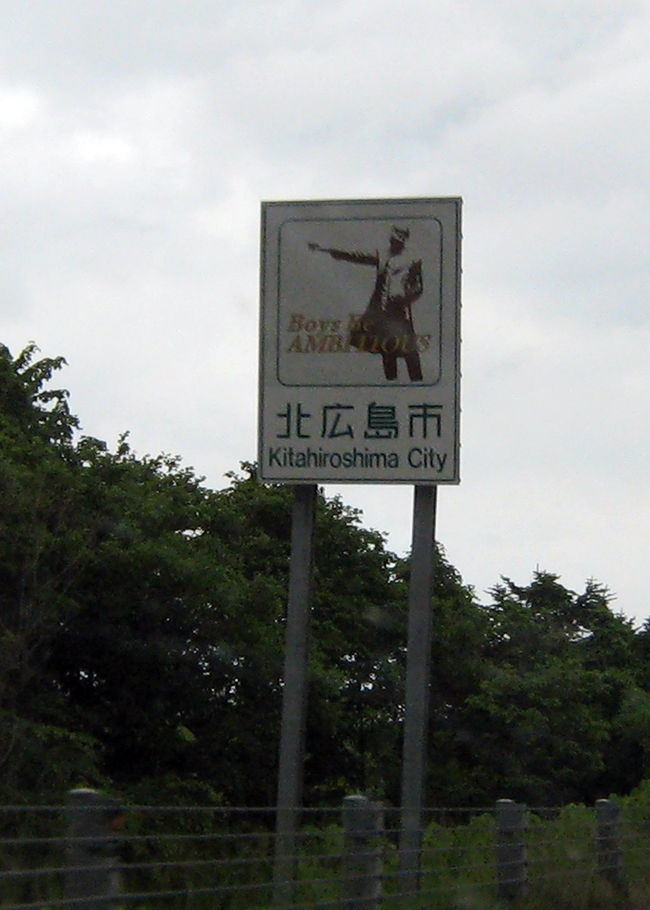 Boys Be
AMBITIOUS
北広島市
Kitahiroshima City